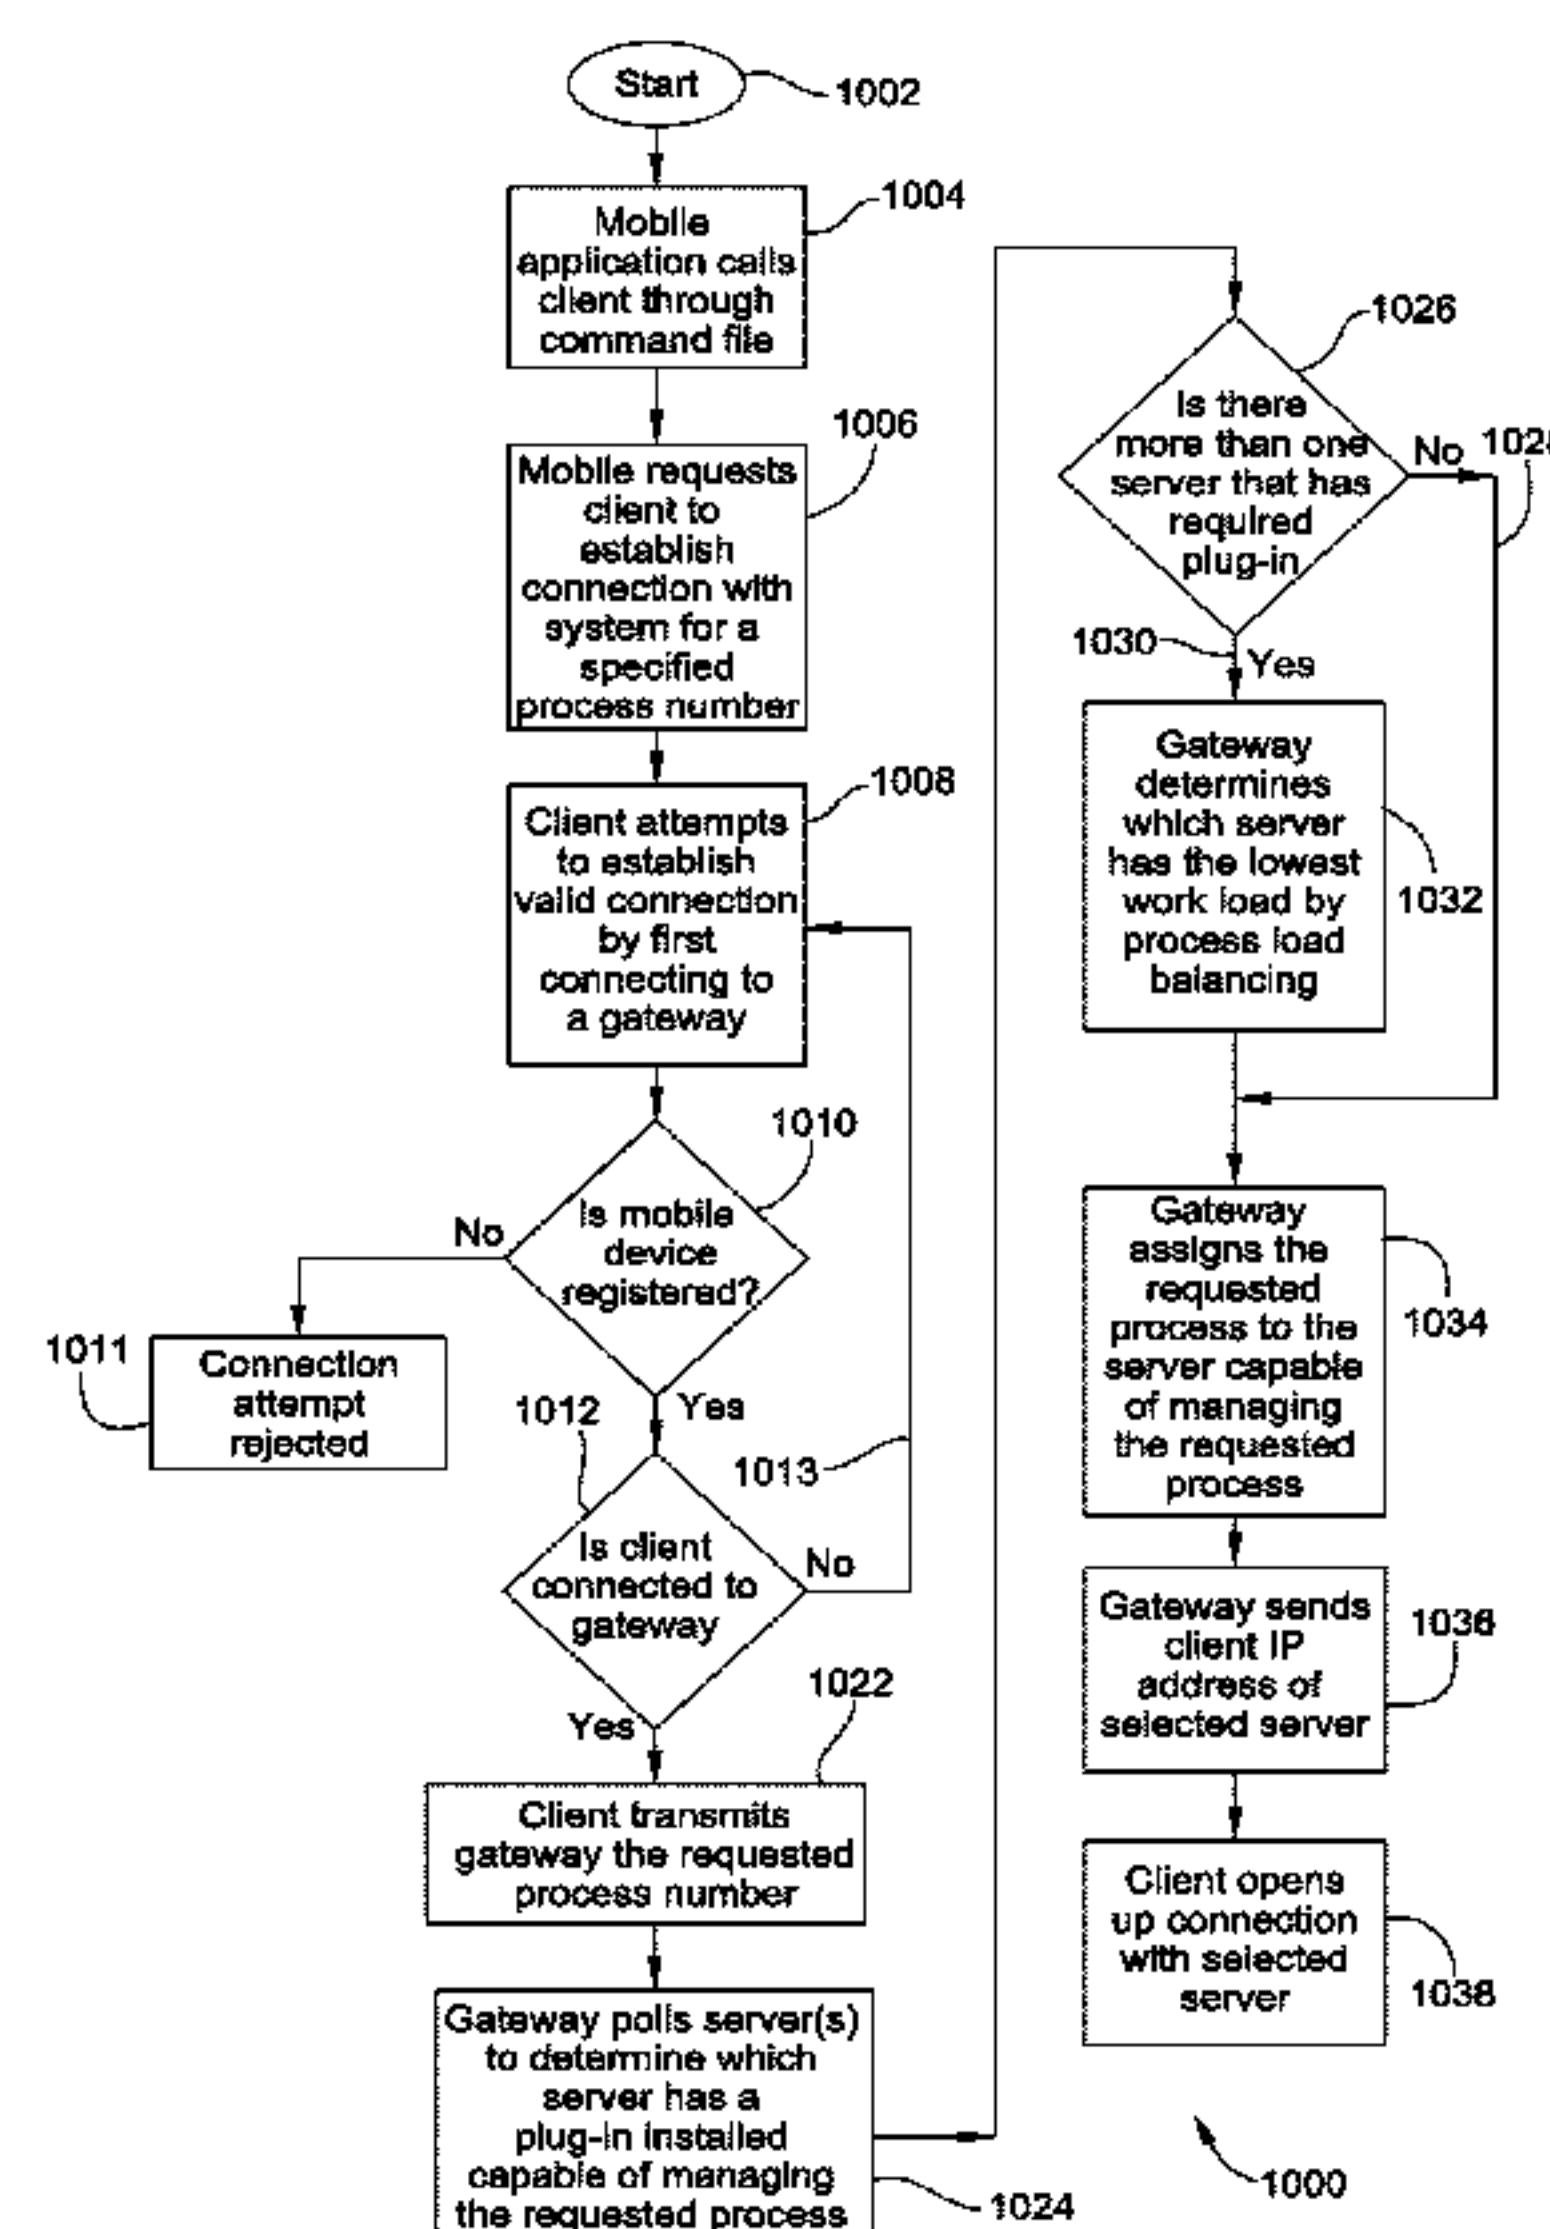 Start
1002
Mobile
application calls
client through
command file
1004
Mobile requests
client to
establish
connection with
system for a
specified
process number
1006
Client attempts
to establish
valid connection
by first
connecting to
a gateway
1008
Is mobile
device
registered?
1010
No
Connection
attempt
rejected
1011
Yes
1012
1013
Is client
connected to
gateway
No
Yes
1022
Client transmits
gateway the requested
process number
Gateway polls server(s)
to determine which
server has a
plug-in installed
capable of managing
the requested process
1024
1026
Is there
more than one
server that has
required
plug-in
No
1030
Yes
Gateway
determines
which server
has the lowest
work load by
process load
balancing
1032
Gateway
assigns the
requested
process to the
server capable
of managing
the requested
process
1034
Gateway sends
client IP
address of
selected server
1036
Client opens
up connection
with selected
server
1038
1000